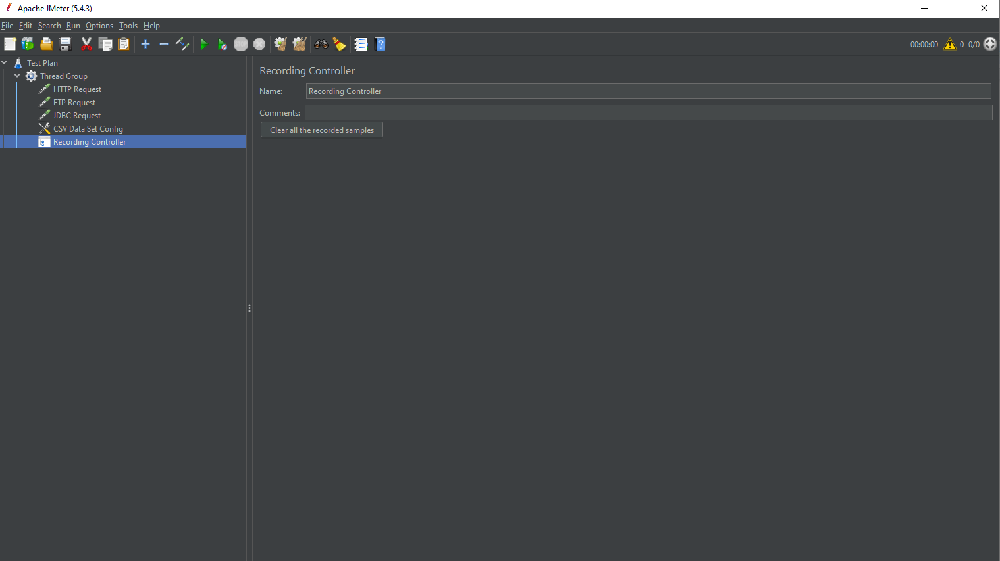 Apache JMeter (5.4.3)
File Edit Search Run Options Tools Help
00:00:00 0 0/0
Test Plan
Thread Group
HTTP Request
FTP Request
JDBC Request
CSV Data Set Config
Recording Controller
Recording Controller
Name: Recording Controller
Comments:
Clear all the recorded samples